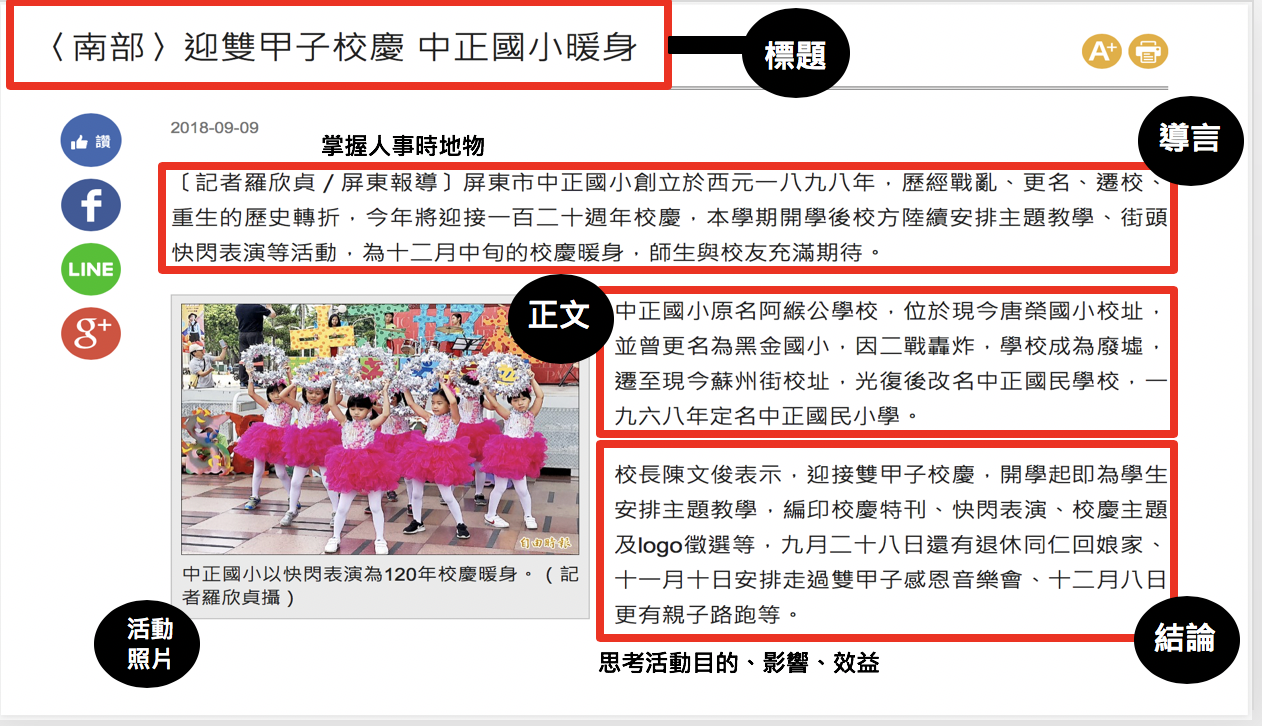 〈南部〉迎雙甲子校慶 中正國小暖身
標題
A+
讚
2018-09-09
掌握人事時地物
導言
〔記者羅欣貞／屏東報導〕屏東市中正國小創立於西元一八九八年，歷經戰亂、更名、遷校、
重生的歷史轉折，今年將迎接一百二十週年校慶，本學期開學後校方陸續安排主題教學、街頭
快閃表演等活動，為十二月中旬的校慶暖身，師生與校友充滿期待。
f
LINE
g+
正文
中正國小原名阿緱公學校，位於現今唐榮國小校址，
並曾更名為黑金國小，因二戰轟炸，學校成為廢墟，
遷至現今蘇州街校址，光復後改名中正國民學校，一
九六八年定名中正國民小學。
校長陳文俊表示，迎接雙甲子校慶，開學起即為學生
安排主題教學，編印校慶特刊、快閃表演、校慶主題
及logo徵選等，九月二十八日還有退休同仁回娘家、
十一月十日安排走過雙甲子感恩音樂會、十二月八日
更有親子路跑等。
自由時報
中正國小以快閃表演為120年校慶暖身。（記
者羅欣貞攝）
活動
照片
結論
思考活動目的、影響、效益